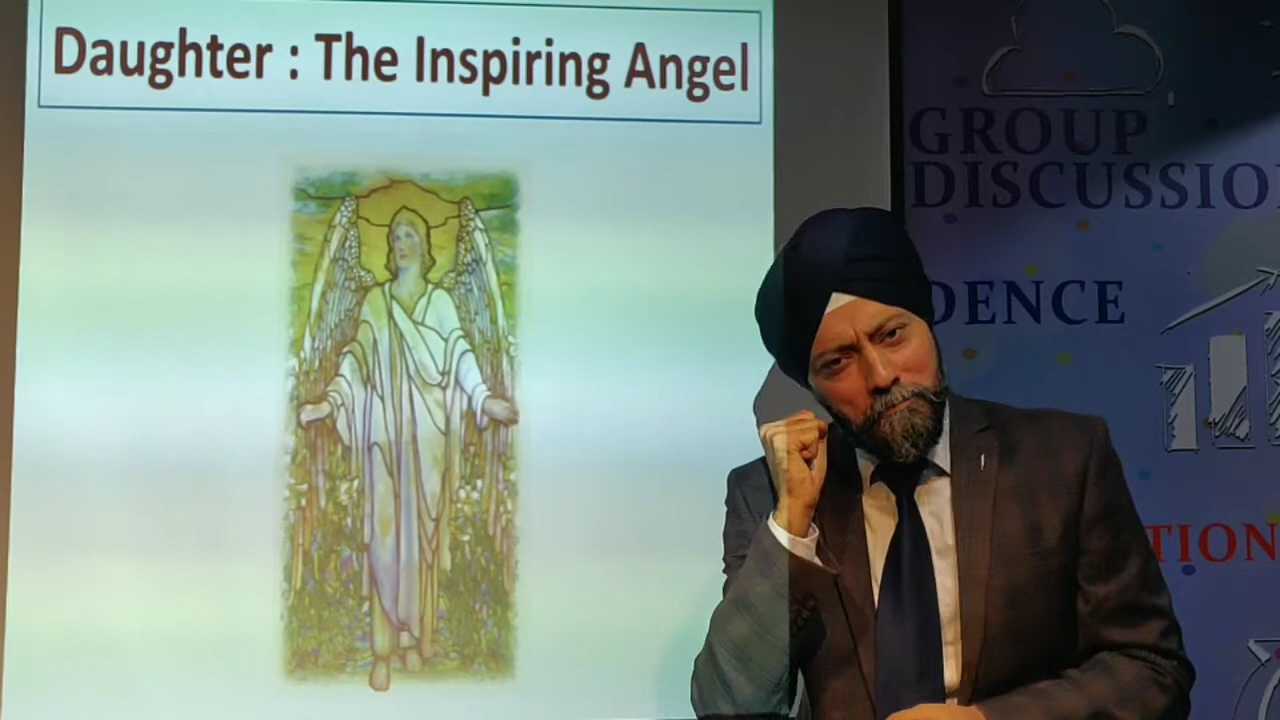 Daughter : The Inspiring Angel
GROUP
DISCUSSIO
DENCE
TION